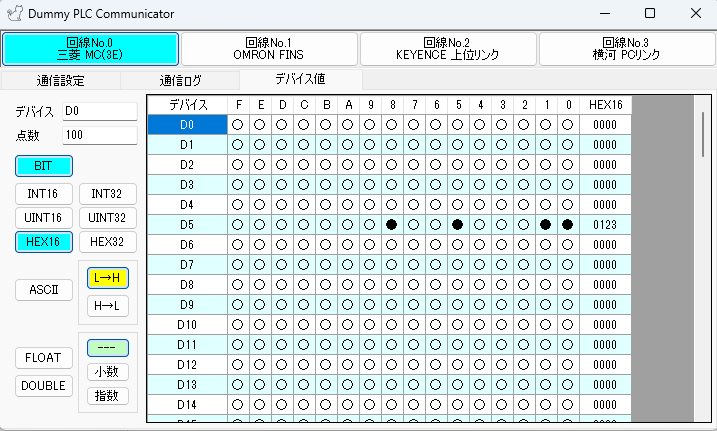 Dummy PLC Communicator
回線No.0
三菱 MC(3E)
回線No.1
OMRON FINS
回線No.2
KEYENCE 上位リンク
回線No.3
横河 PCリンク
通信設定 通信ログ デバイス値
デバイス D0
点数 100
BIT
INT16 INT32
UINT16 UINT32
HEX16 HEX32
ASCII
L→H
H→L
FLOAT
DOUBLE
---
小数
指数
デバイス F E D C B A 9 8 7 6 5 4 3 2 1 0 HEX16
D0 0000
D1 0000
D2 0000
D3 0000
D4 0000
D5 0123
D6 0000
D7 0000
D8 0000
D9 0000
D10 0000
D11 0000
D12 0000
D13 0000
D14 0000